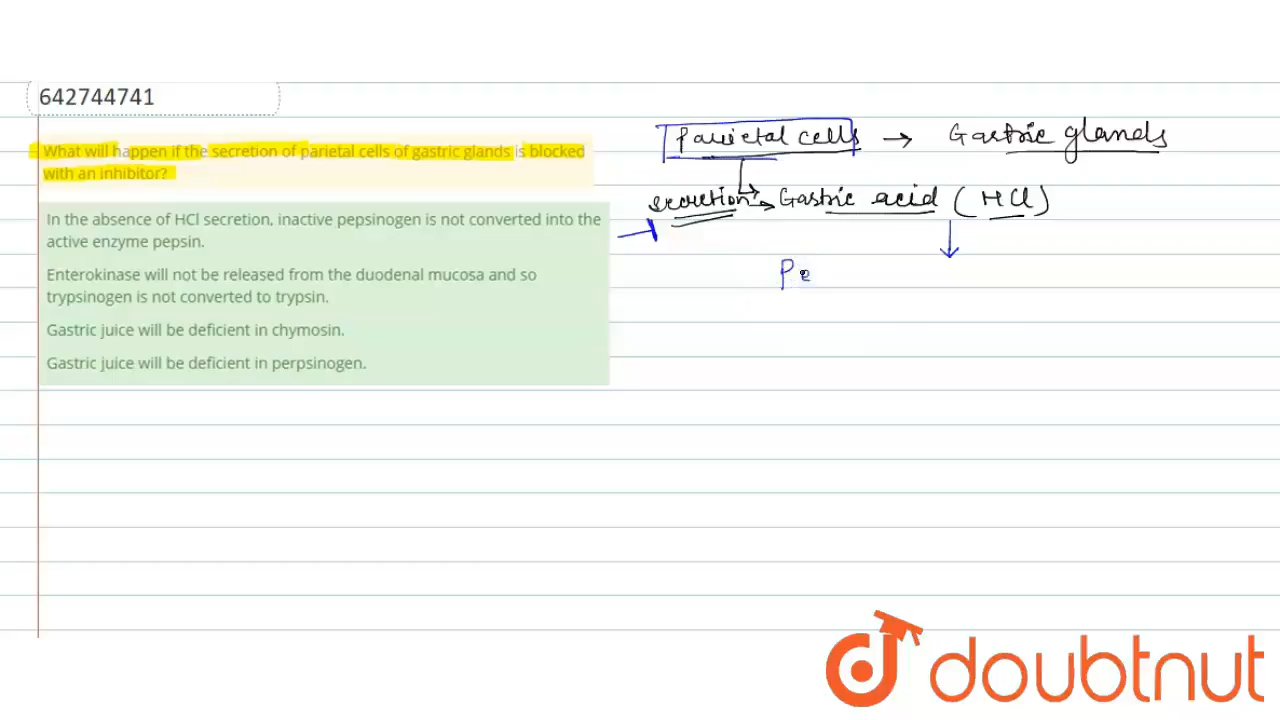 642744741
What will happen if the secretion of parietal cells of gastric glands is blocked
with an inhibitor?
In the absence of HCl secretion, inactive pepsinogen is not converted into the
active enzyme pepsin.
Enterokinase will not be released from the duodenal mucosa and so
trypsinogen is not converted to trypsin.
Gastric juice will be deficient in chymosin.
Gastric juice will be deficient in perpsinogen.
Parietal cells → Gastric glands
secretion → Gastric acid (HCl)
Pe
doubtnut